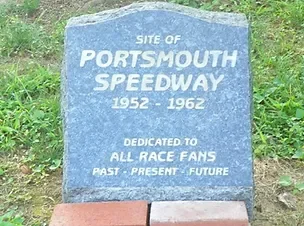 SITE OF
PORTSMOUTH
SPEEDWAY
1952 - 1962
DEDICATED TO
ALL RACE FANS
PAST · PRESENT · FUTURE